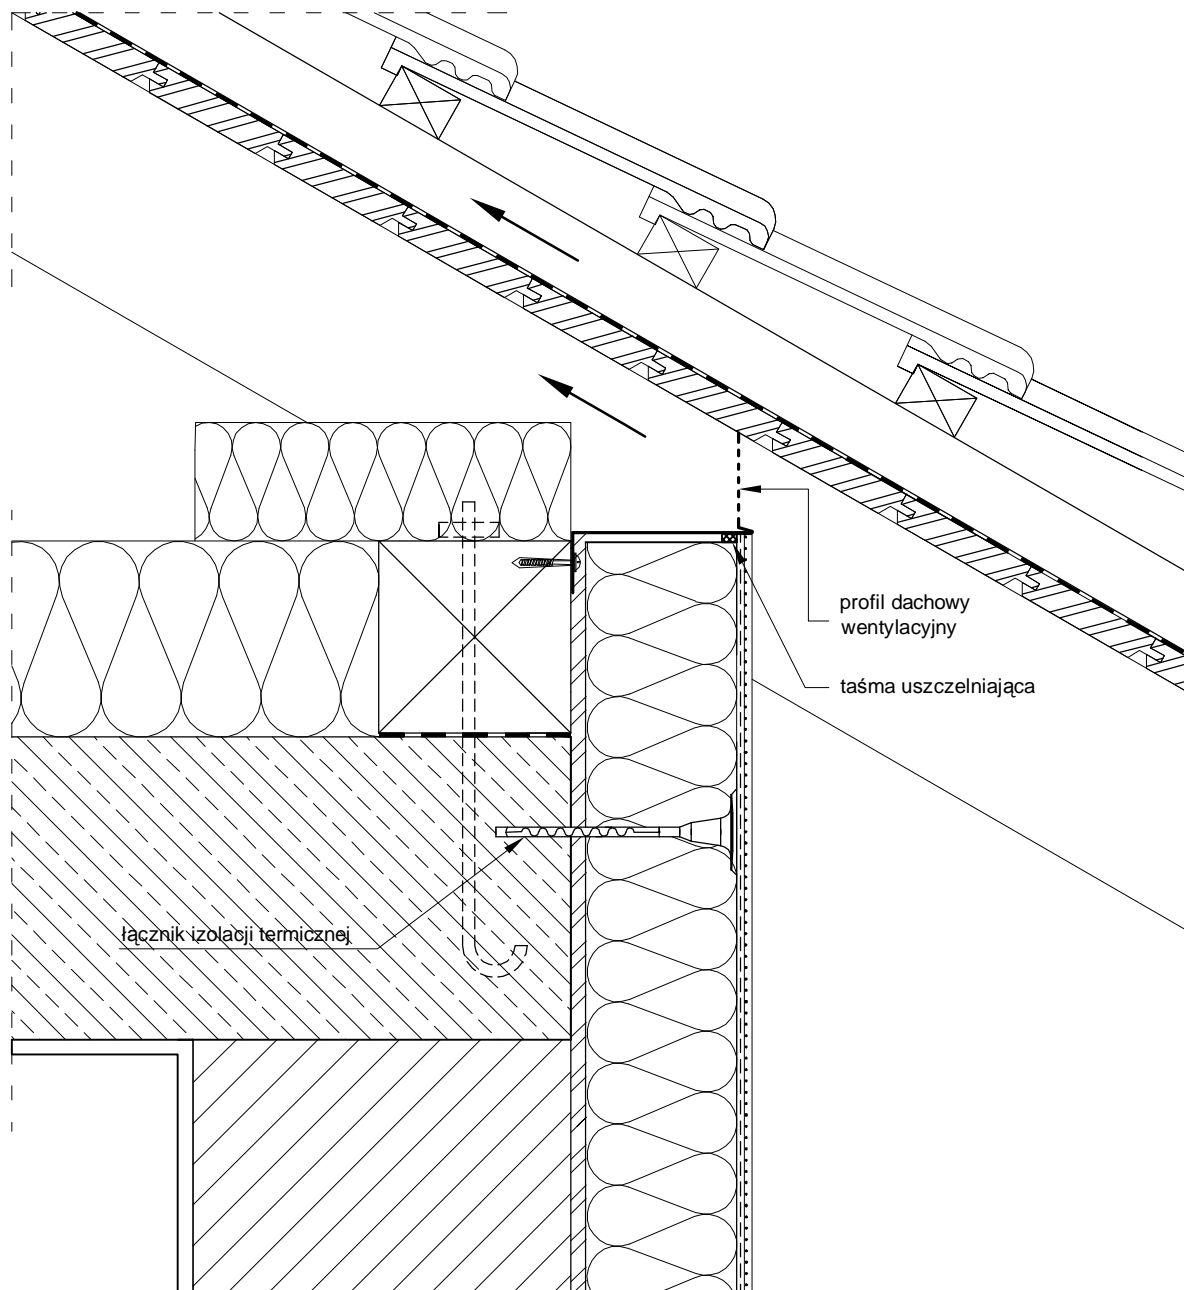 profil dachowy
wentylacyjny
taśma uszczelniająca
łącznik izolacji termicznej